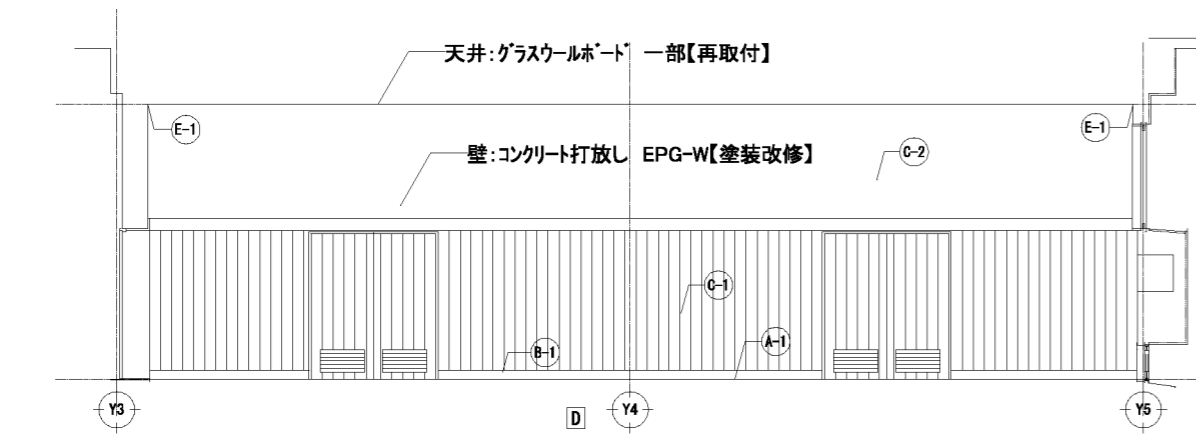 天井:グラスウールボード 一部【再取付】
E-1
E-1
壁:コンクリート打放し EPG-W【塗装改修】
C-2
C-1
B-1
A-1
Y3
D
Y4
Y5